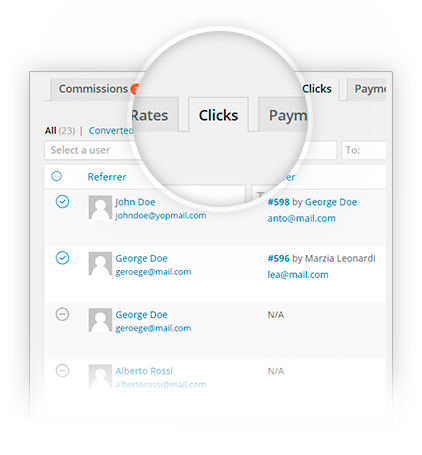 Commissions
Clicks
Payme
Rates
Clicks
Paym
All (23) | Converted
Select a user
To:
Referrer
John Doe
johndoe@yopmail.com
#598 by George Doe
anto@mail.com
George Doe
geroege@mail.com
#596 by Marzia Leonardi
lea@mail.com
George Doe
geroege@mail.com
N/A
Alberto Rossi
albertorossi@mail.com
N/A